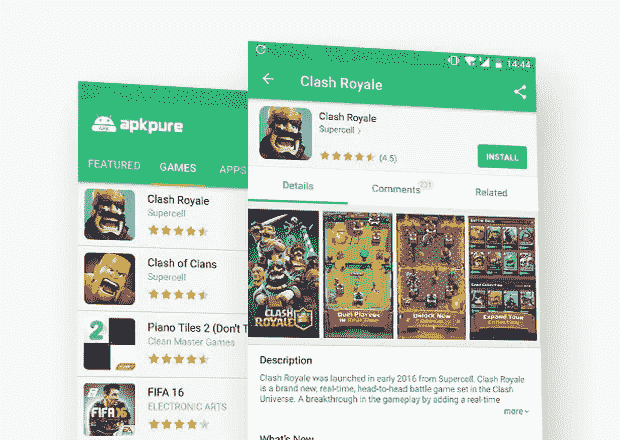 apkpure
FEATURED GAMES APPS
Clash Royale
Supercell
Clash of Clans
Supercell
Piano Tiles 2 (Don't T
Clean Master Games
FIFA 16
ELECTRONIC ARTS
14:44
Clash Royale
Clash Royale
Supercell >
(4.5)
INSTALL
Details Comments 231 Related
CLASH
ROYALE
Duel Players
Unlock New
Expand Your
Description
Clash Royale was launched in early 2016 from Supercell. Clash Royale
is a brand new, real-time, head-to-head battle game set in the Clash
Universe. A breakthrough in the gameplay by adding a real-time
more
What's New